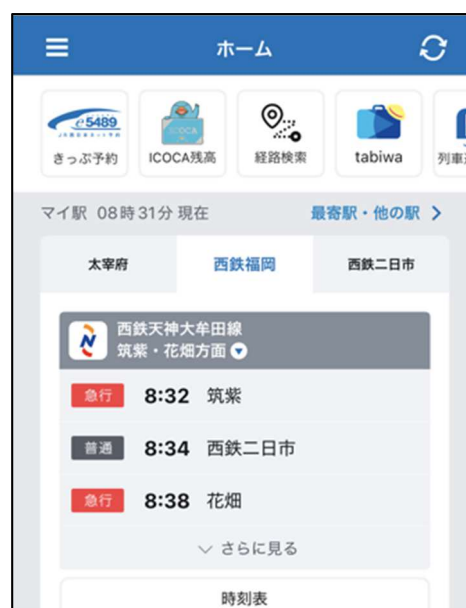 ホーム
e5489
JR西日本ネット予約
きっぷ予約
ICOCA
ICOCA残高
経路検索
tabiwa
列車
マイ駅 08時31分 現在
最寄駅・他の駅
太宰府
西鉄福岡
西鉄二日市
西鉄天神大牟田線
筑紫・花畑方面
急行 8:32 筑紫
普通 8:34 西鉄二日市
急行 8:38 花畑
さらに見る
時刻表